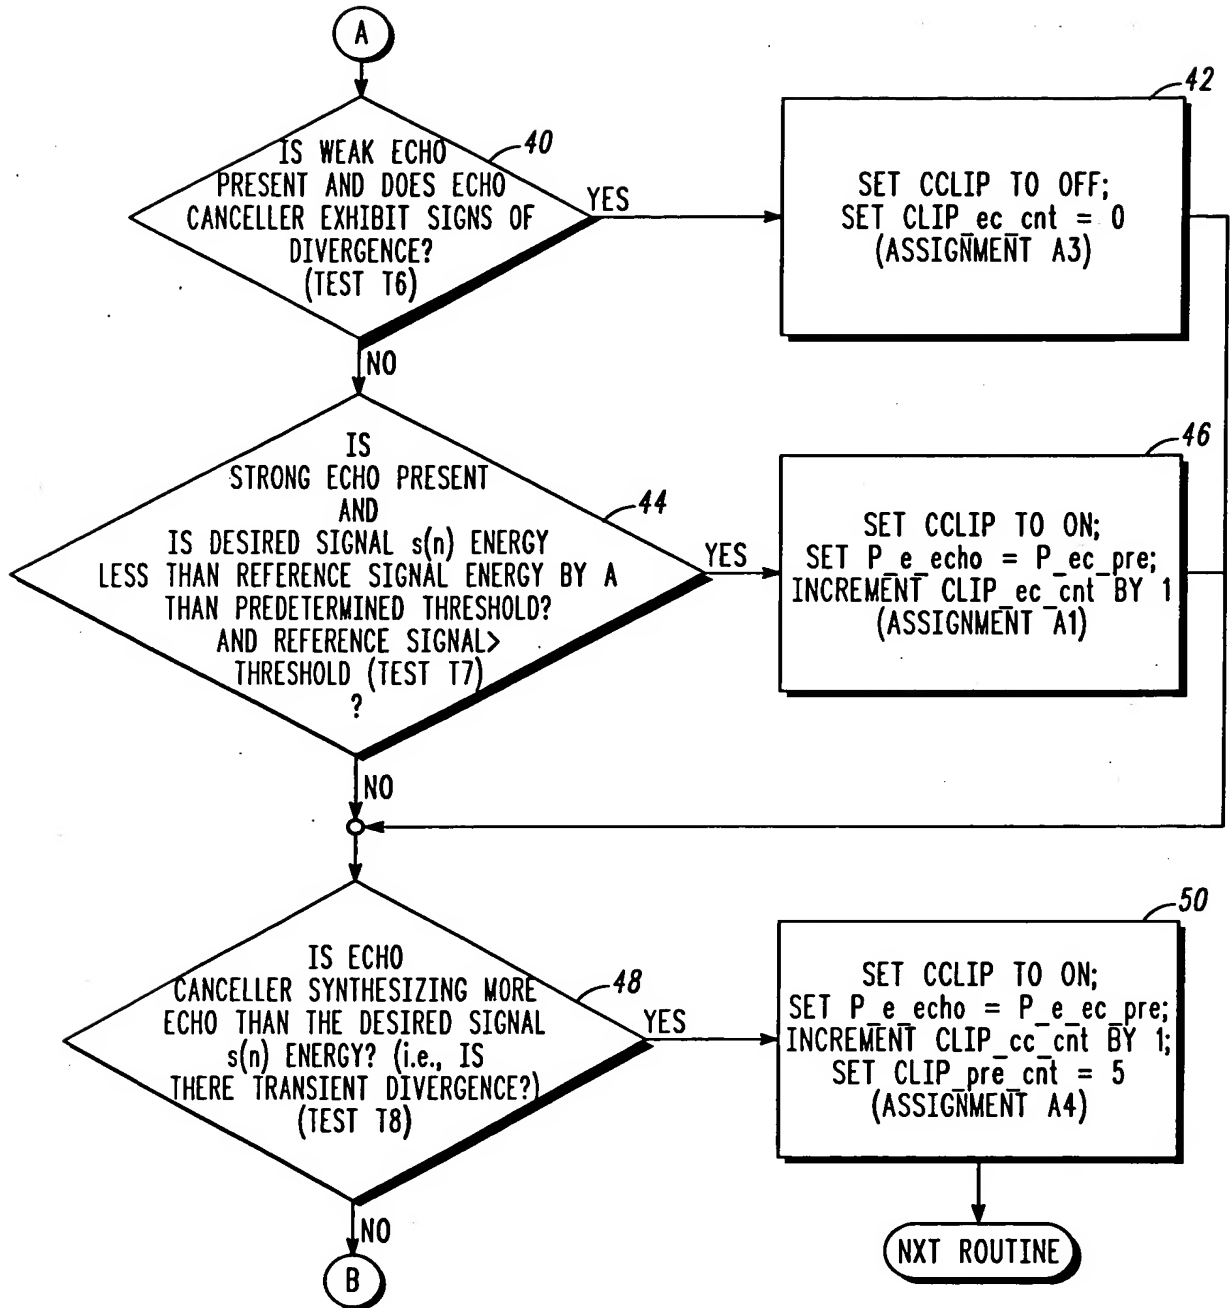 A
42
40
IS WEAK ECHO
PRESENT AND DOES ECHO
CANCELLER EXHIBIT SIGNS OF
DIVERGENCE?
(TEST T6)
YES
SET CCLIP TO OFF;
SET CLIP_ec_cnt = 0
(ASSIGNMENT A3)
NO
46
44
IS
STRONG ECHO PRESENT
AND
IS DESIRED SIGNAL s(n) ENERGY
LESS THAN REFERENCE SIGNAL ENERGY BY A
THAN PREDETERMINED THRESHOLD?
AND REFERENCE SIGNAL>
THRESHOLD (TEST T7)
?
YES
SET CCLIP TO ON;
SET P_e_echo = P_ec_pre;
INCREMENT CLIP_ec_cnt BY 1
(ASSIGNMENT A1)
NO
50
48
IS ECHO
CANCELLER SYNTHESIZING MORE
ECHO THAN THE DESIRED SIGNAL
s(n) ENERGY? (i.e., IS
THERE TRANSIENT DIVERGENCE?)
(TEST T8)
YES
SET CCLIP TO ON;
SET P_e_echo = P_e_ec_pre;
INCREMENT CLIP_cc_cnt BY 1;
SET CLIP_pre_cnt = 5
(ASSIGNMENT A4)
NO
B
NXT ROUTINE